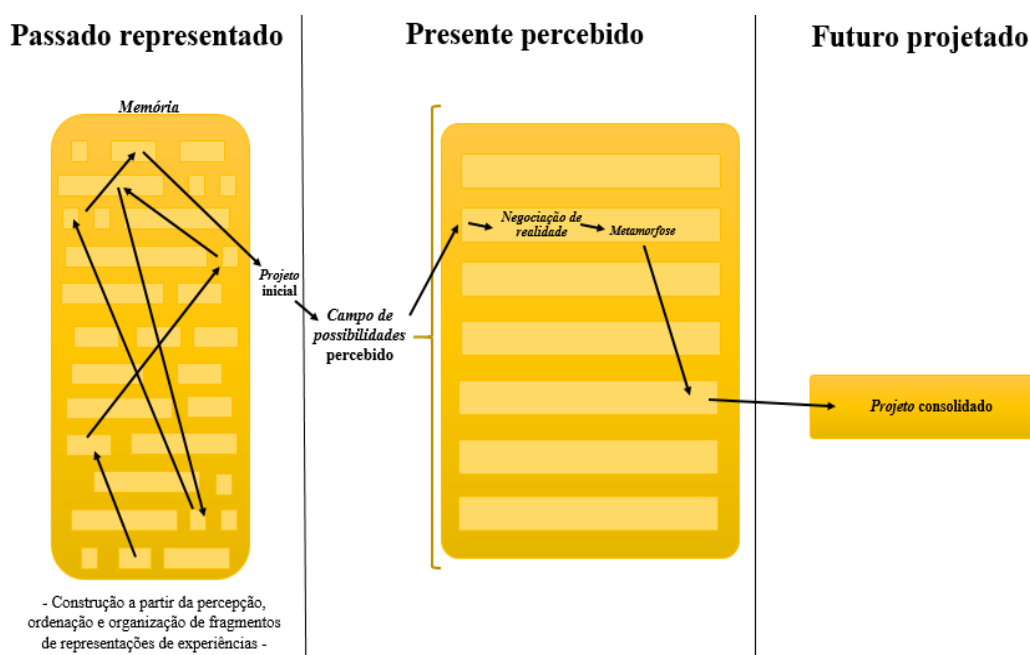 Passado representado
Memória
- Construção a partir da percepção,
ordenação e organização de fragmentos
de representações de experiências -
Projeto
inicial
Presente percebido
Campo de
possibilidades
percebido
Negociação de
realidade
Metamorfose
Futuro projetado
Projeto consolidado